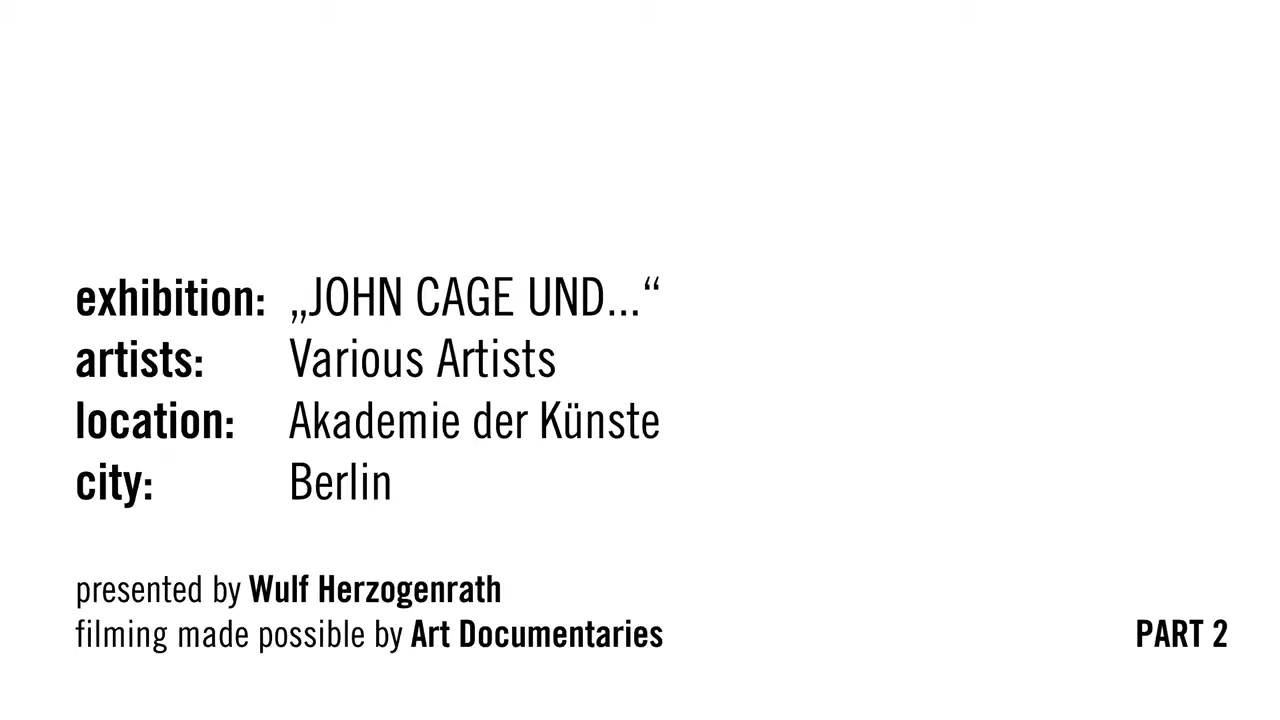 exhibition: „JOHN CAGE UND...“
artists: Various Artists
location: Akademie der Künste
city: Berlin
presented by Wulf Herzogenrath
filming made possible by Art Documentaries
PART 2